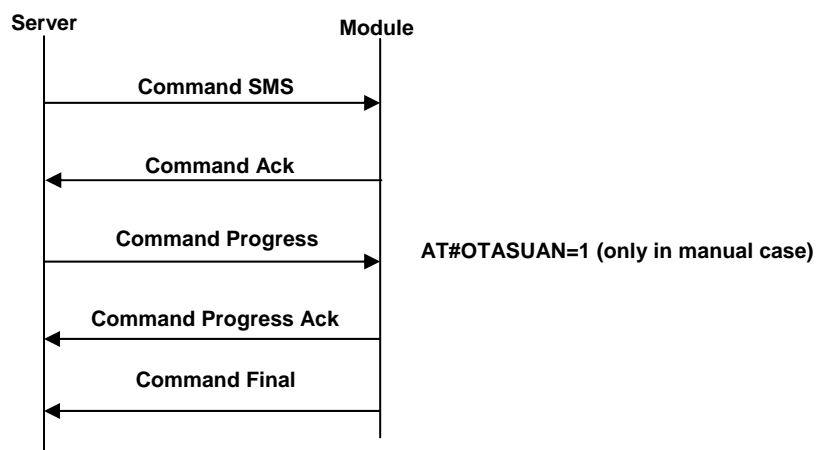 Server
Module
Command SMS
Command Ack
Command Progress
AT#OTASUAN=1 (only in manual case)
Command Progress Ack
Command Final